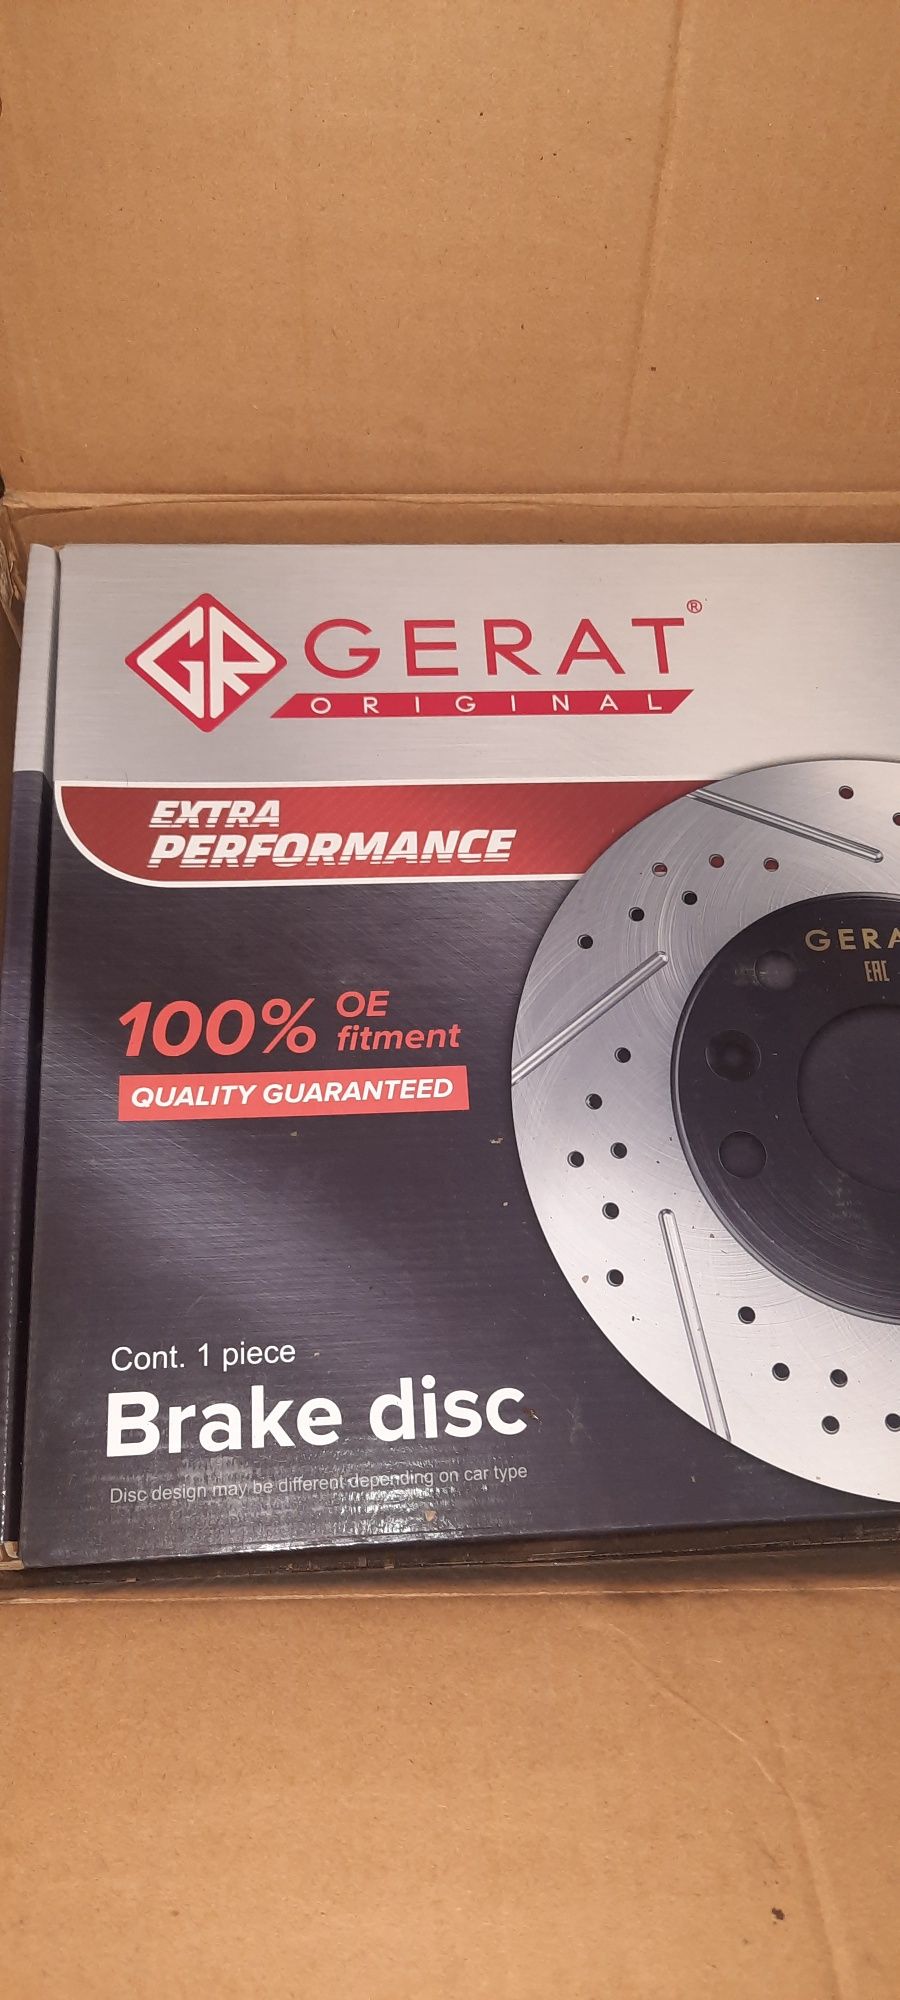 GR GERAT®
ORIGINAL
EXTRA
PERFORMANCE
GERA
EAC
100% OE
fitment
QUALITY GUARANTEED
Cont. 1 piece
Brake disc
Disc design may be different depending on car type